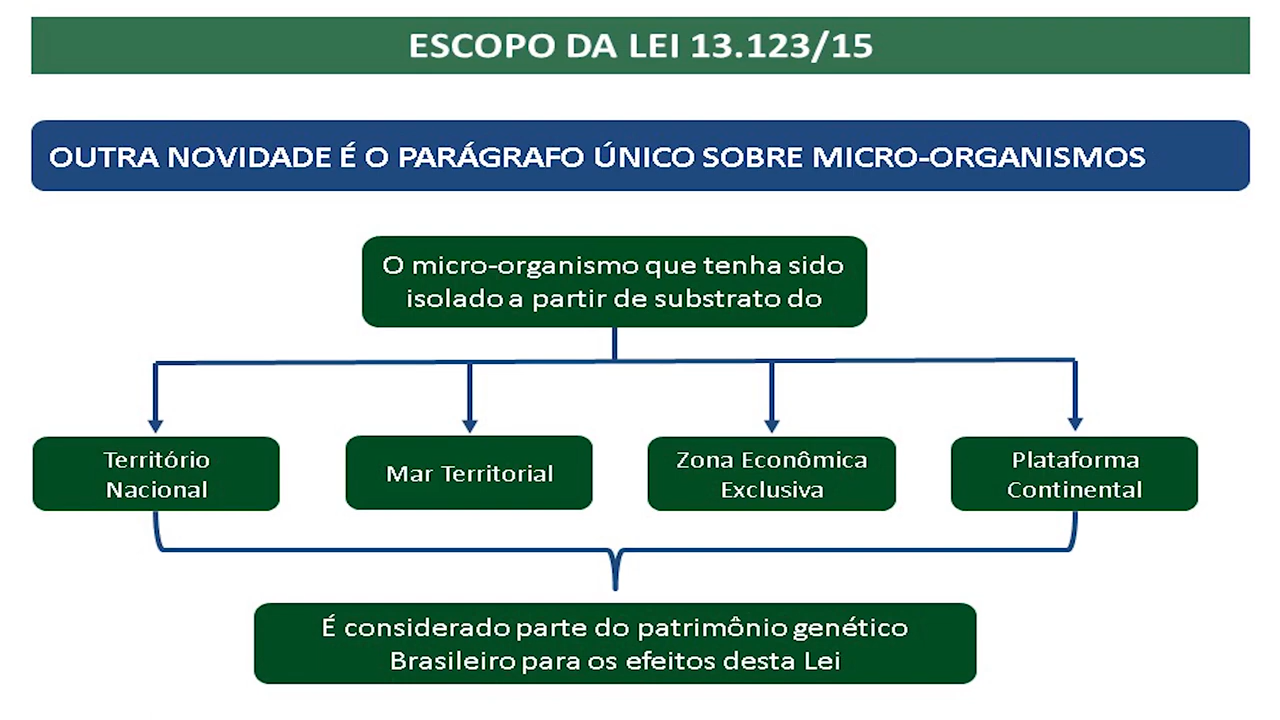 ESCOPO DA LEI 13.123/15
OUTRA NOVIDADE É O PARÁGRAFO ÚNICO SOBRE MICRO-ORGANISMOS
O micro-organismo que tenha sido
isolado a partir de substrato do
Território
Nacional
Mar Territorial
Zona Econômica
Exclusiva
Plataforma
Continental
É considerado parte do patrimônio genético
Brasileiro para os efeitos desta Lei